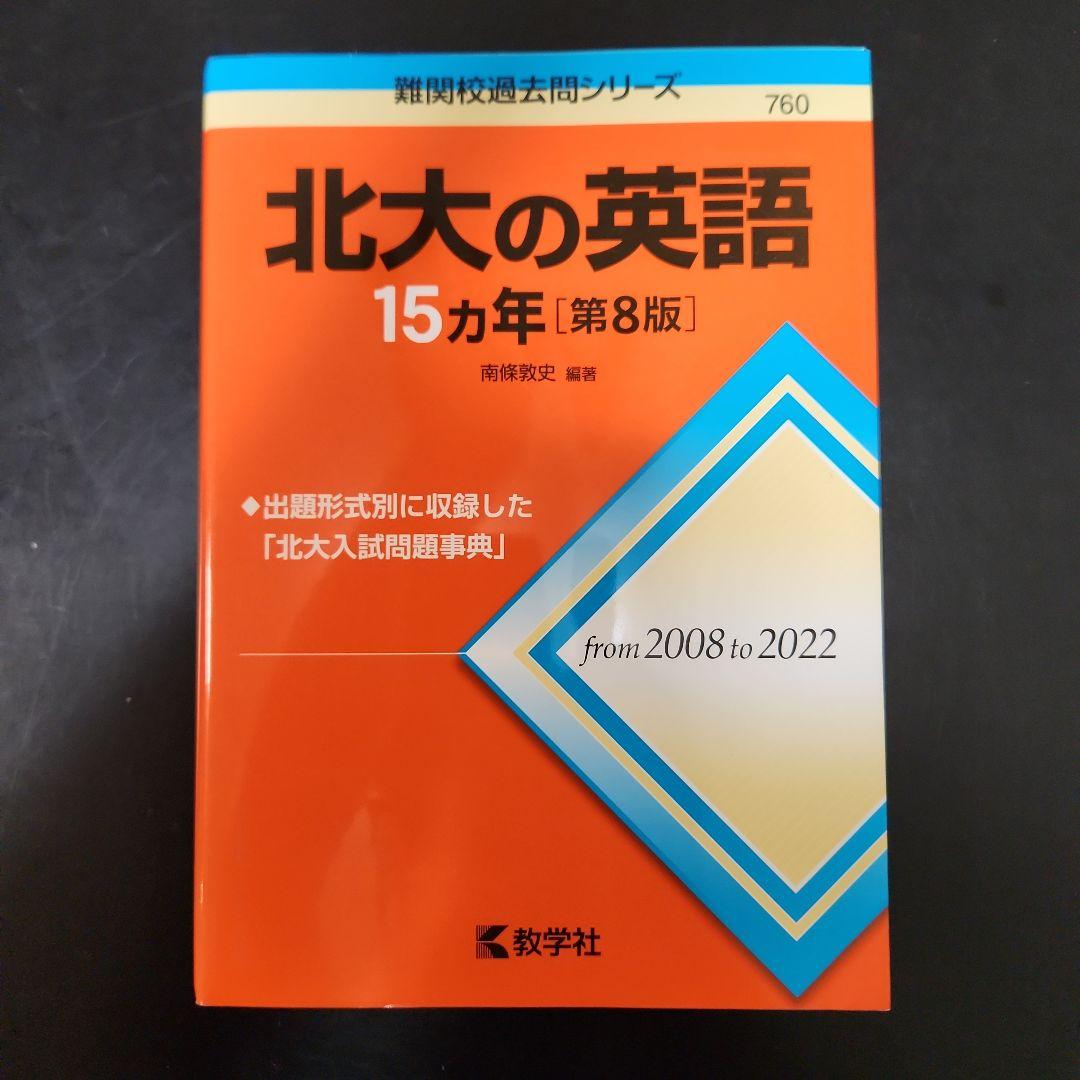 難関校過去問シリーズ
760
北大の英語
15カ年［第8版］
南條敦史 編著
◆出題形式別に収録した
「北大入試問題事典」
from 2008 to 2022
教学社